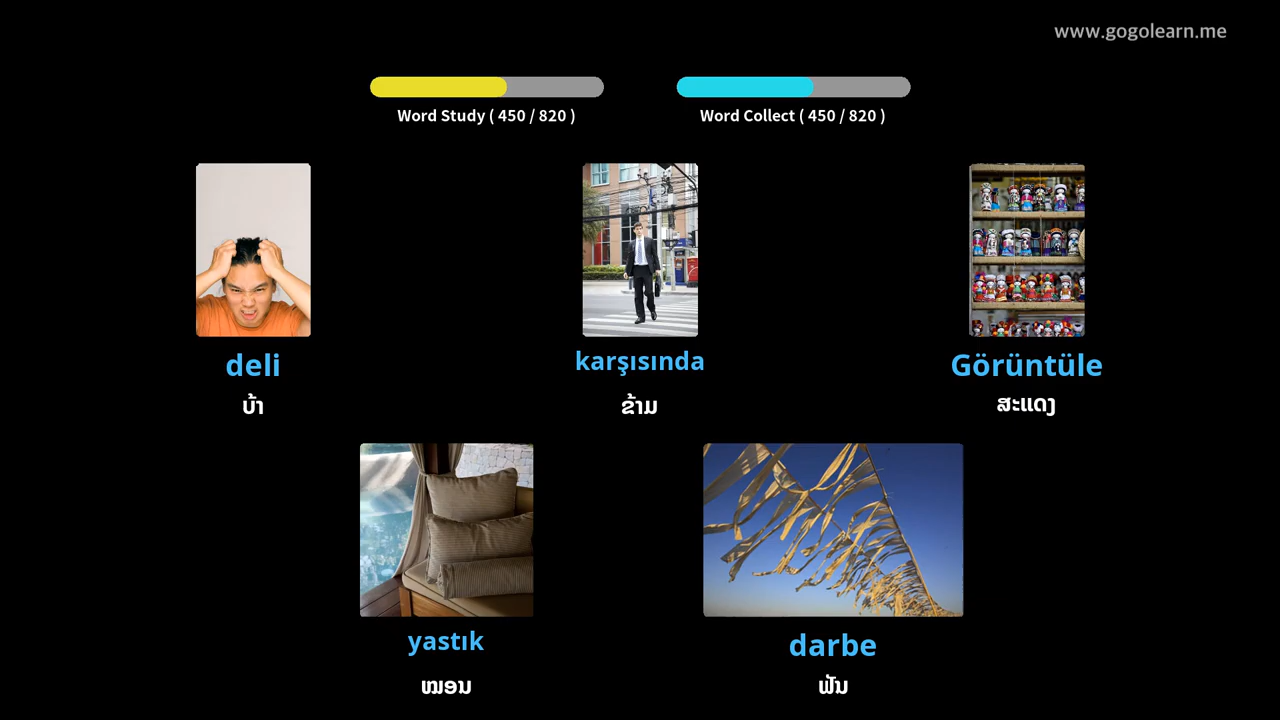 www.gogolearn.me
Word Study ( 450 / 820 )
Word Collect ( 450 / 820 )
deli
ບ້າ
karşısında
ຂ້າມ
Görüntüle
ສະແດງ
yastık
ໝອນ
darbe
ຟັນ